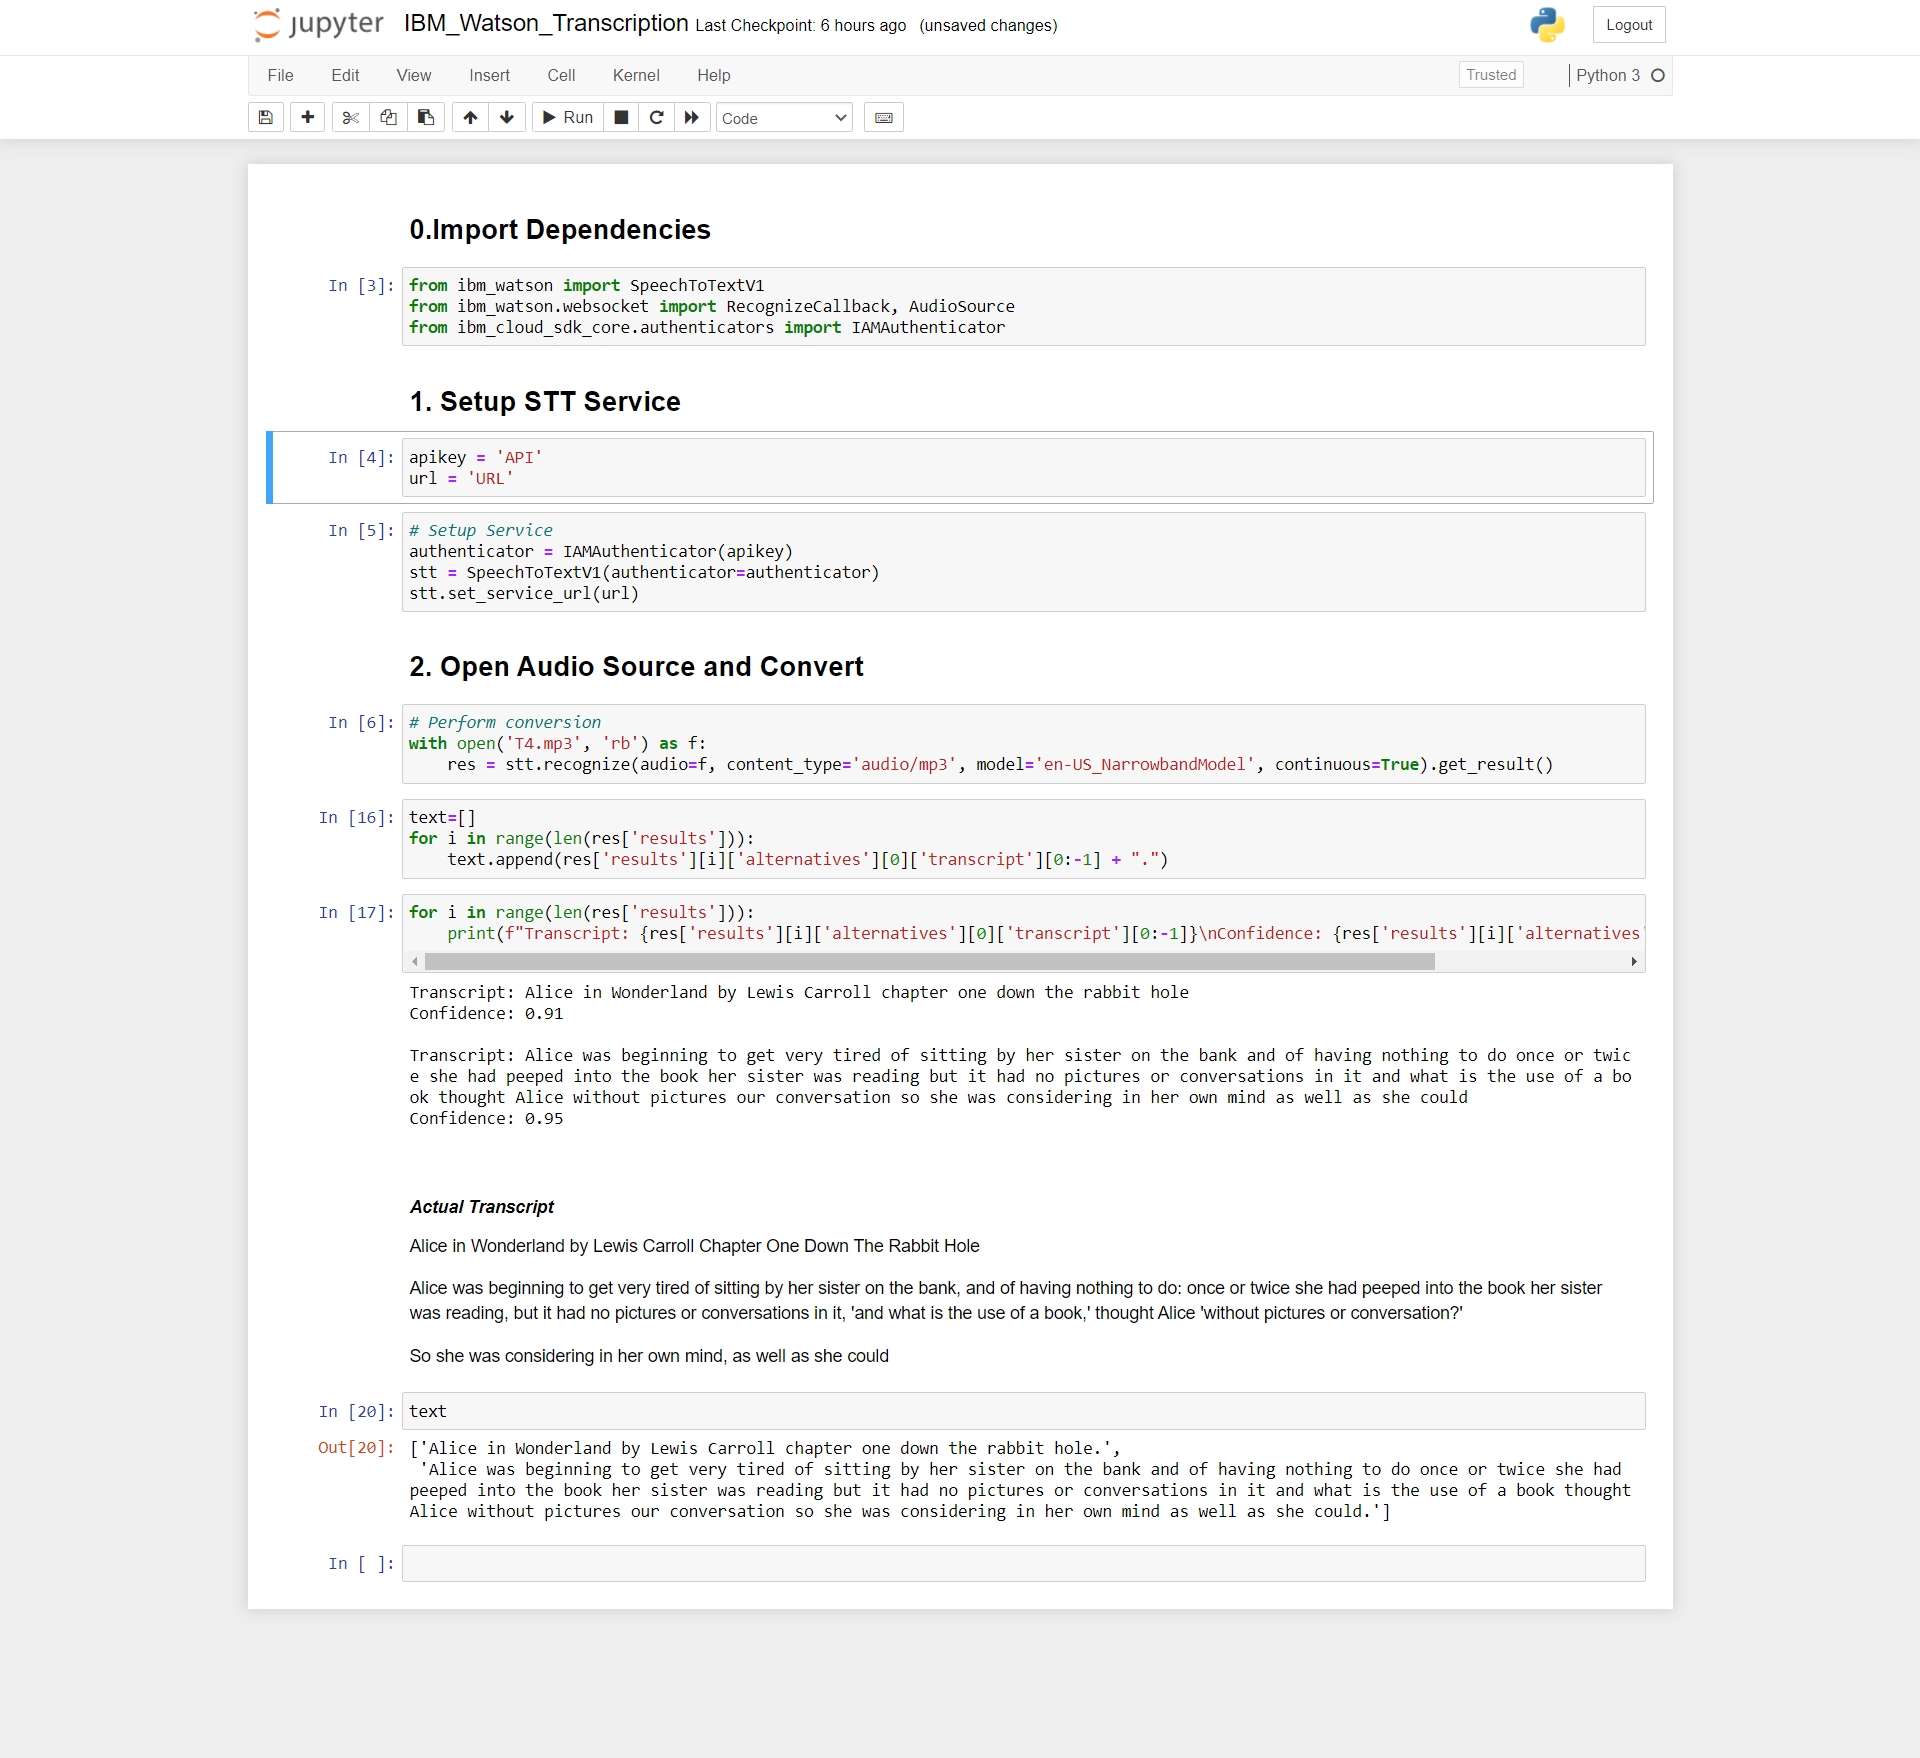 jupyter IBM_Watson_Transcription Last Checkpoint: 6 hours ago (unsaved changes)
Logout
File Edit View Insert Cell Kernel Help Trusted Python 3
Run Code
0.Import Dependencies
In [3]: from ibm_watson import SpeechToTextV1
from ibm_watson.websocket import RecognizeCallback, AudioSource
from ibm_cloud_sdk_core.authenticators import IAMAuthenticator
1. Setup STT Service
In [4]: apikey = 'API'
url = 'URL'
In [5]: # Setup Service
authenticator = IAMAuthenticator(apikey)
stt = SpeechToTextV1(authenticator=authenticator)
stt.set_service_url(url)
2. Open Audio Source and Convert
In [6]: # Perform conversion
with open('T4.mp3', 'rb') as f:
    res = stt.recognize(audio=f, content_type='audio/mp3', model='en-US_NarrowbandModel', continuous=True).get_result()
In [16]: text=[]
for i in range(len(res['results'])):
    text.append(res['results'][i]['alternatives'][0]['transcript'][0:-1] + ".")
In [17]: for i in range(len(res['results'])):
    print(f"Transcript: {res['results'][i]['alternatives'][0]['transcript'][0:-1]}\nConfidence: {res['results'][i]['alternatives'
Transcript: Alice in Wonderland by Lewis Carroll chapter one down the rabbit hole
Confidence: 0.91
Transcript: Alice was beginning to get very tired of sitting by her sister on the bank and of having nothing to do once or twic
e she had peeped into the book her sister was reading but it had no pictures or conversations in it and what is the use of a bo
ok thought Alice without pictures our conversation so she was considering in her own mind as well as she could
Confidence: 0.95
Actual Transcript
Alice in Wonderland by Lewis Carroll Chapter One Down The Rabbit Hole
Alice was beginning to get very tired of sitting by her sister on the bank, and of having nothing to do: once or twice she had peeped into the book her sister
was reading, but it had no pictures or conversations in it, 'and what is the use of a book,' thought Alice 'without pictures or conversation?'
So she was considering in her own mind, as well as she could
In [20]: text
Out[20]: ['Alice in Wonderland by Lewis Carroll chapter one down the rabbit hole.',
 'Alice was beginning to get very tired of sitting by her sister on the bank and of having nothing to do once or twice she had
peeped into the book her sister was reading but it had no pictures or conversations in it and what is the use of a book thought
Alice without pictures our conversation so she was considering in her own mind as well as she could.']
In [ ]: